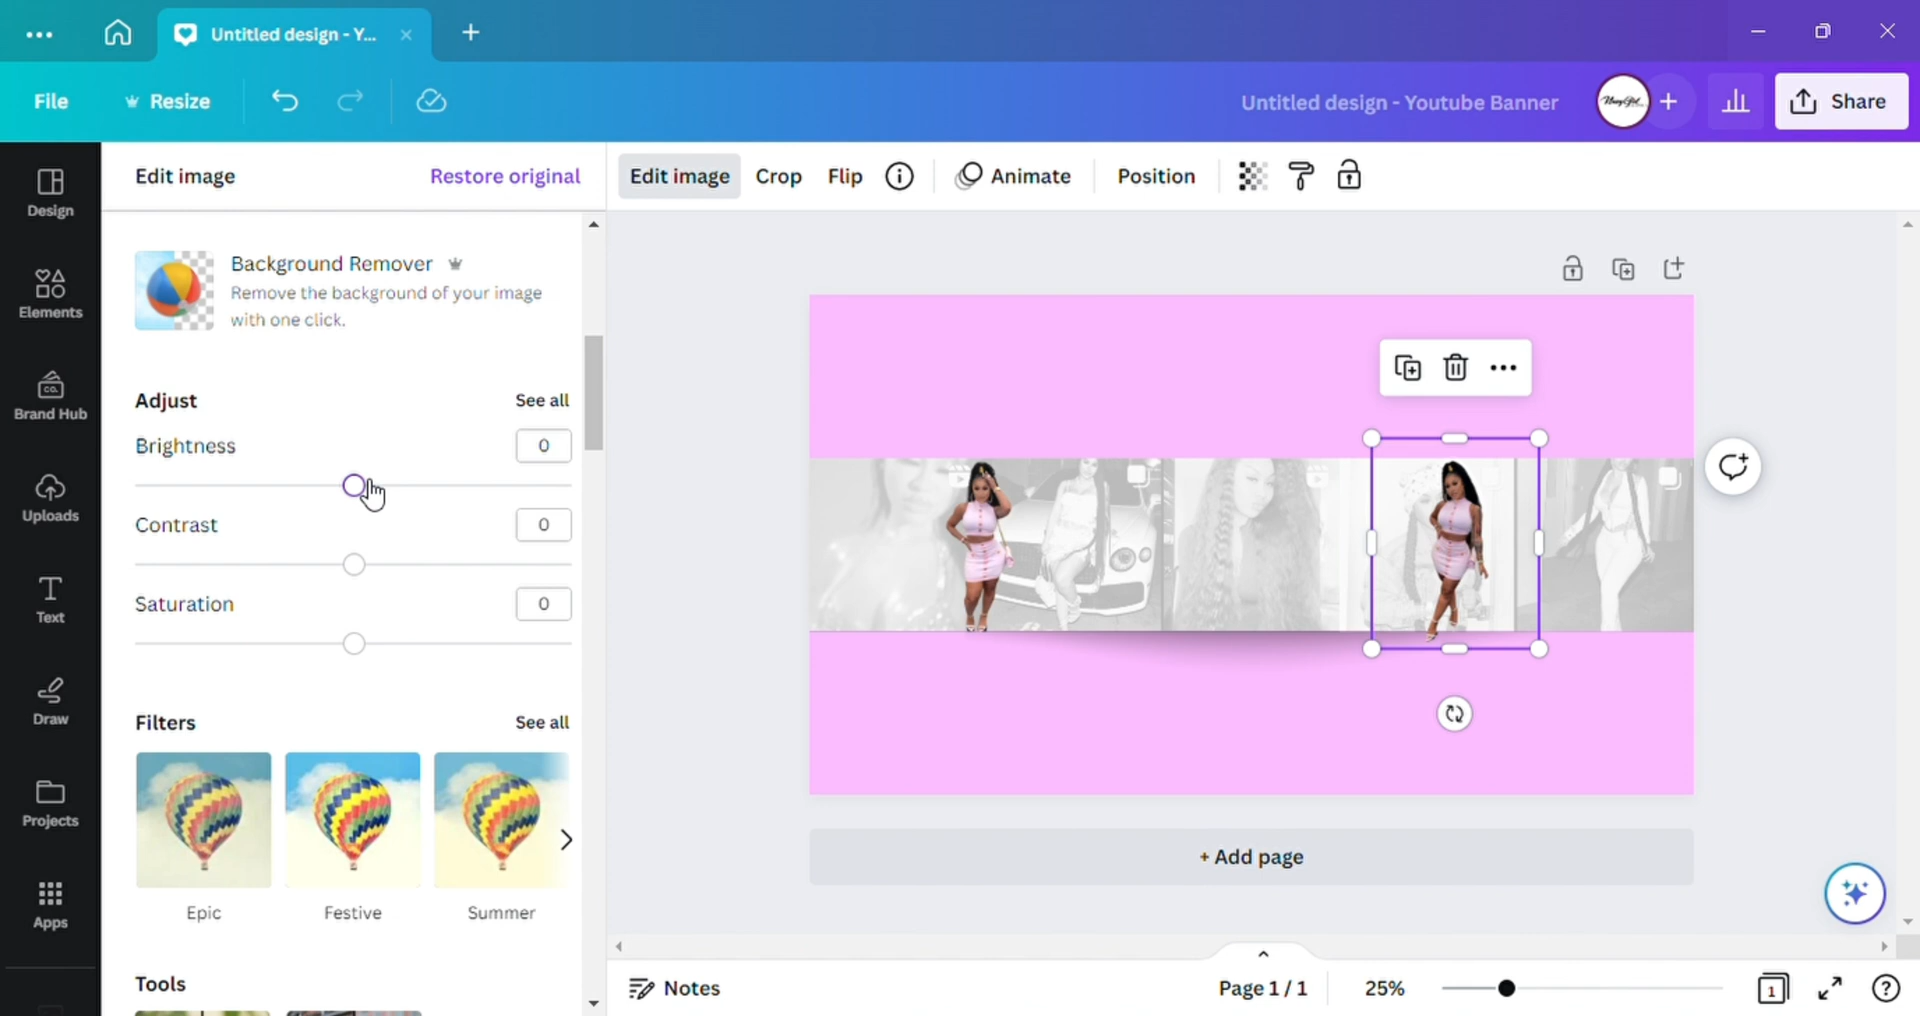 Untitled design - Y...
File
Resize
Untitled design - Youtube Banner
Share
Design
Elements
Brand Hub
CO.
Uploads
Text
Draw
Projects
Apps
Edit image
Restore original
Background Remover
Remove the background of your image
with one click.
Adjust
See all
Brightness
0
Contrast
0
Saturation
0
Filters
See all
Epic
Festive
Summer
Tools
Edit image
Crop
Flip
Animate
Position
+ Add page
Notes
Page 1 / 1
25%
1